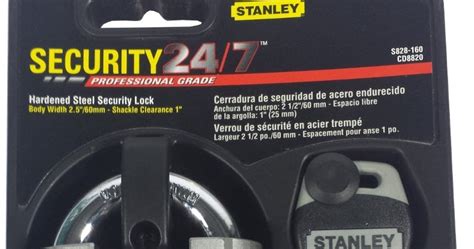 STANLEY
SECURITY 24/7™
PROFESSIONAL GRADE
S828-160
CD8820
Hardened Steel Security Lock
Body Width 2.5"/60mm - Shackle Clearance 1"
Cerradura de seguridad de acero endurecido
Anchura del cuerpo: 2 1/2"/60 mm - Espacio libre
de la argolla: 1" (25 mm)
Verrou de sécurité en acier trempé
Largeur 2 1/2 po./60 mm - Espacement pour anse 1 po.
STANLEY